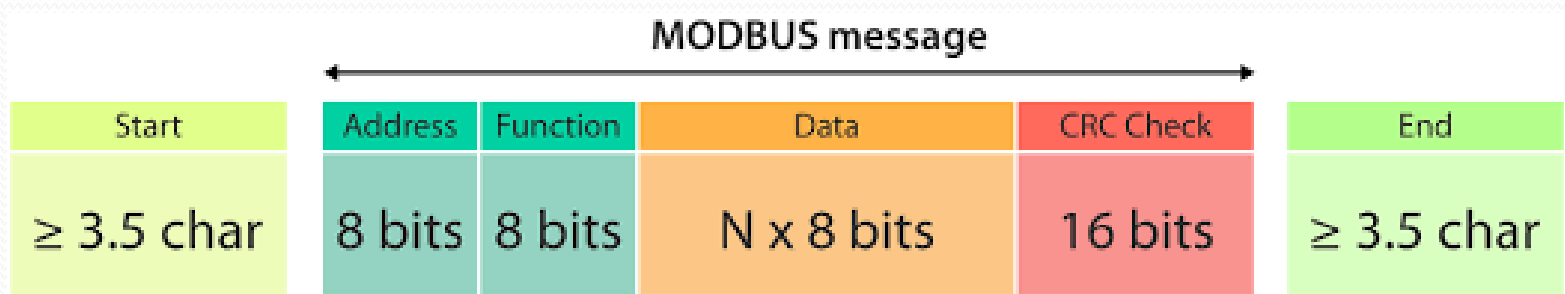 MODBUS message
Start Address Function Data CRC Check End
≥ 3.5 char 8 bits 8 bits N x 8 bits 16 bits ≥ 3.5 char